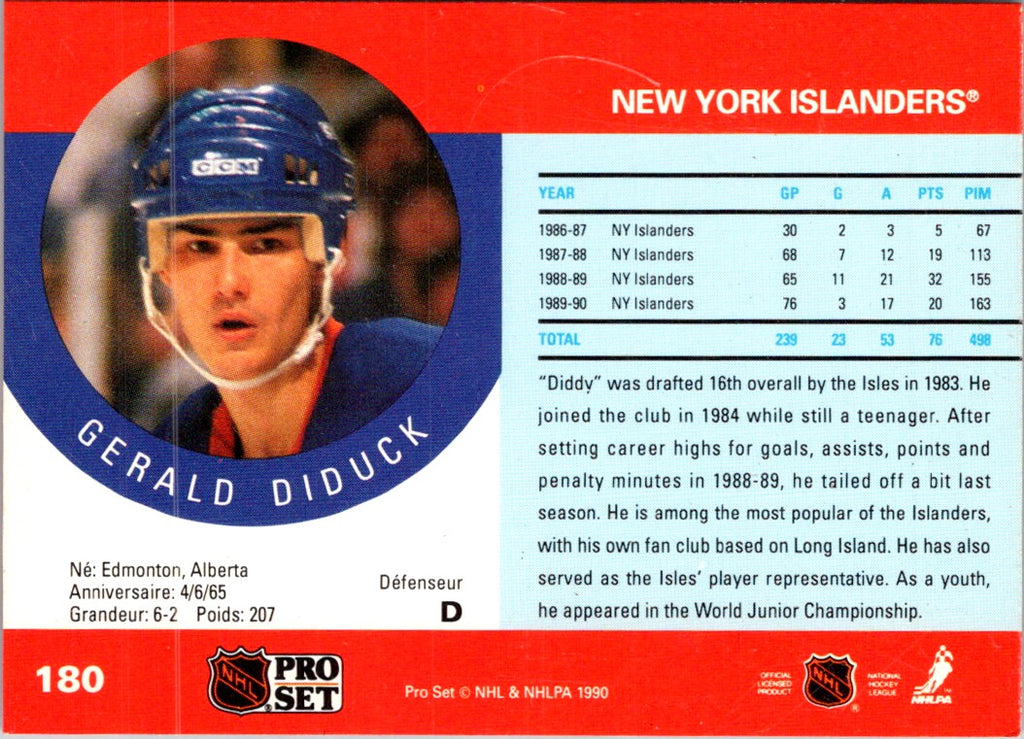 NEW YORK ISLANDERS®
CCM
GERALD DIDUCK
YEAR GP G A PTS PIM
1986-87 NY Islanders 30 2 3 5 67
1987-88 NY Islanders 68 7 12 19 113
1988-89 NY Islanders 65 11 21 32 155
1989-90 NY Islanders 76 3 17 20 163
TOTAL 239 23 53 76 498
"Diddy" was drafted 16th overall by the Isles in 1983. He
joined the club in 1984 while still a teenager. After
setting career highs for goals, assists, points and
penalty minutes in 1988-89, he tailed off a bit last
season. He is among the most popular of the Islanders,
with his own fan club based on Long Island. He has also
served as the Isles' player representative. As a youth,
he appeared in the World Junior Championship.
Né: Edmonton, Alberta
Anniversaire: 4/6/65
Grandeur: 6-2 Poids: 207
Défenseur
D
180
NHL
PRO
SET
Pro Set © NHL & NHLPA 1990
OFFICIAL
LICENSED
PRODUCT
NHL
®
NATIONAL
HOCKEY
LEAGUE
NHLPA